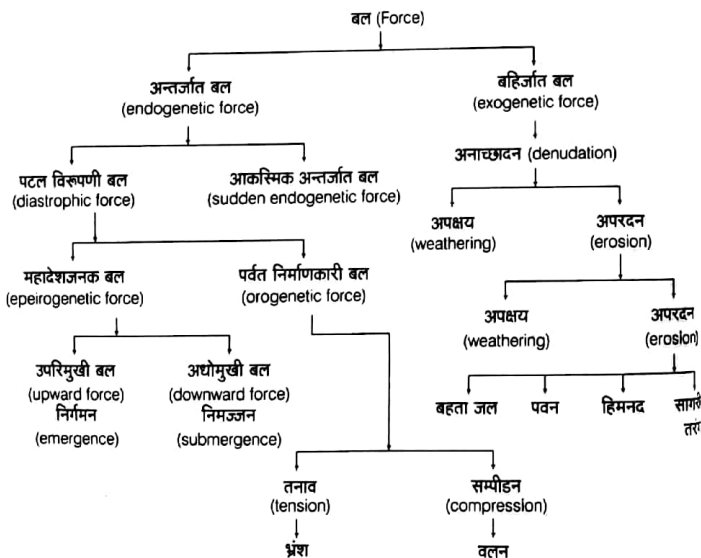 बल (Force)
अन्तर्जात बल
(endogenetic force)
बहिर्जात बल
(exogenetic force)
अनाच्छादन (denudation)
पटल विरूपणी बल
(diastrophic force)
आकस्मिक अन्तर्जात बल
(sudden endogenetic force)
अपक्षय
(weathering)
अपरदन
(erosion)
महादेशजनक बल
(epeirogenetic force)
पर्वत निर्माणकारी बल
(orogenetic force)
अपक्षय
(weathering)
अपरदन
(erosion)
उपरिमुखी बल
(upward force)
निर्गमन
(emergence)
अधोमुखी बल
(downward force)
निमज्जन
(submergence)
बहता जल
पवन
हिमनद
तनाव
(tension)
सम्पीडन
(compression)
भ्रंश
वलन